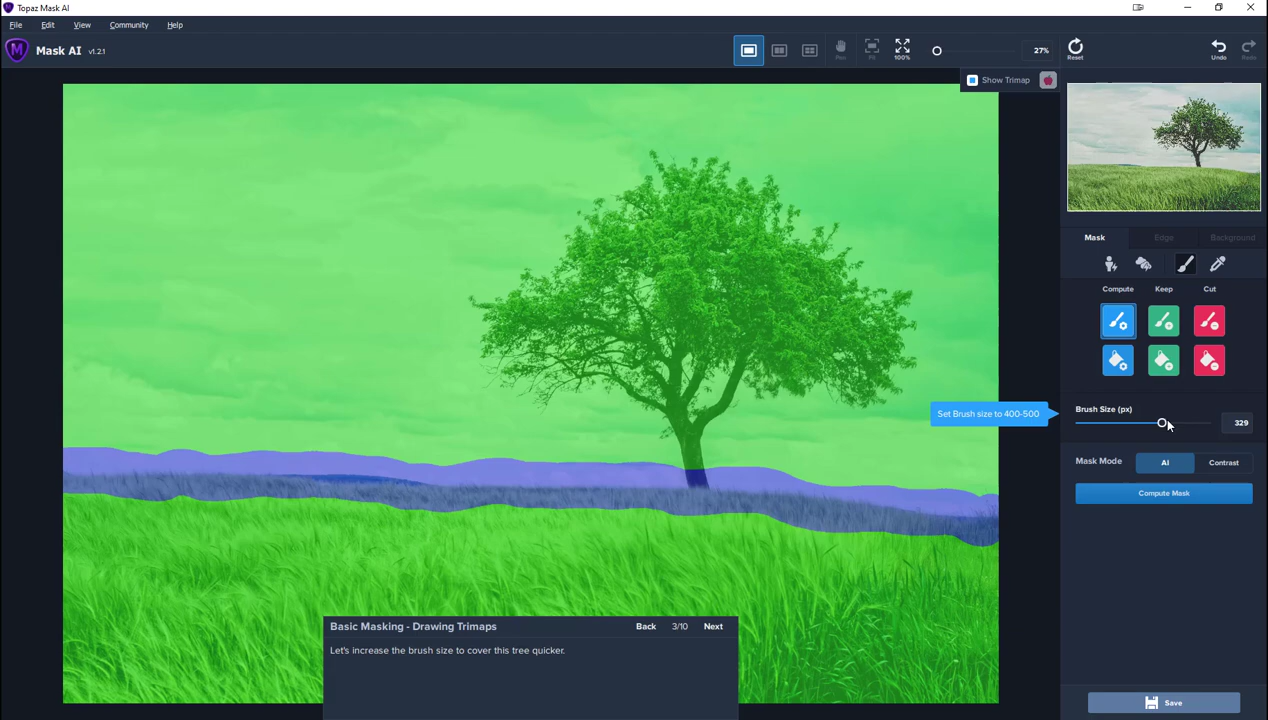 Topaz Mask AI
File Edit View Community Help
Mask AI v1.2.1
Pan Fit 100% 27% Reset Undo Redo
Show Trimap
Mask Edge Background
Compute Keep Cut
Set Brush size to 400-500
Brush Size (px)
329
Mask Mode AI Contrast
Compute Mask
Basic Masking - Drawing Trimaps Back 3/10 Next
Let's increase the brush size to cover this tree quicker.
Save